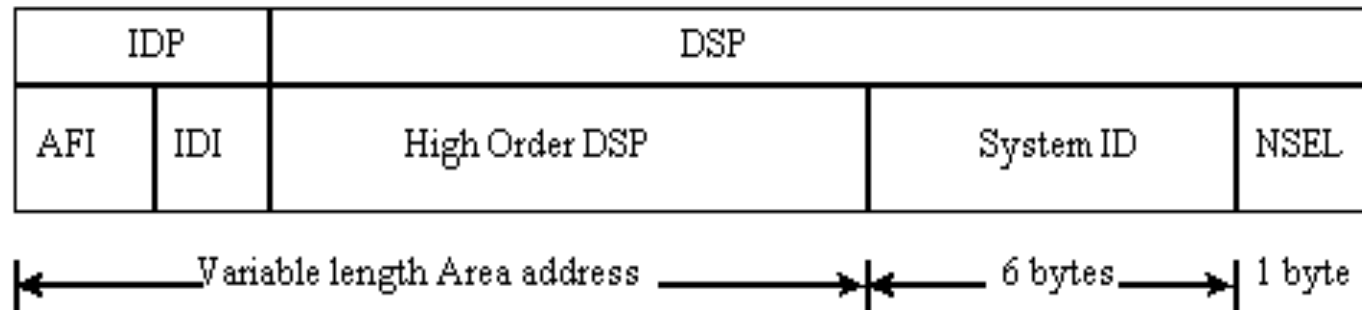 IDP DSP
AFI IDI High Order DSP System ID NSEL
Variable length Area address 6 bytes 1 byte